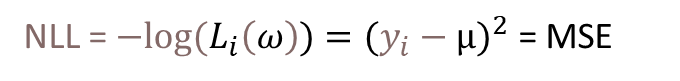 NLL = −log(Lᵢ(ω)) = (yᵢ − μ)² = MSE